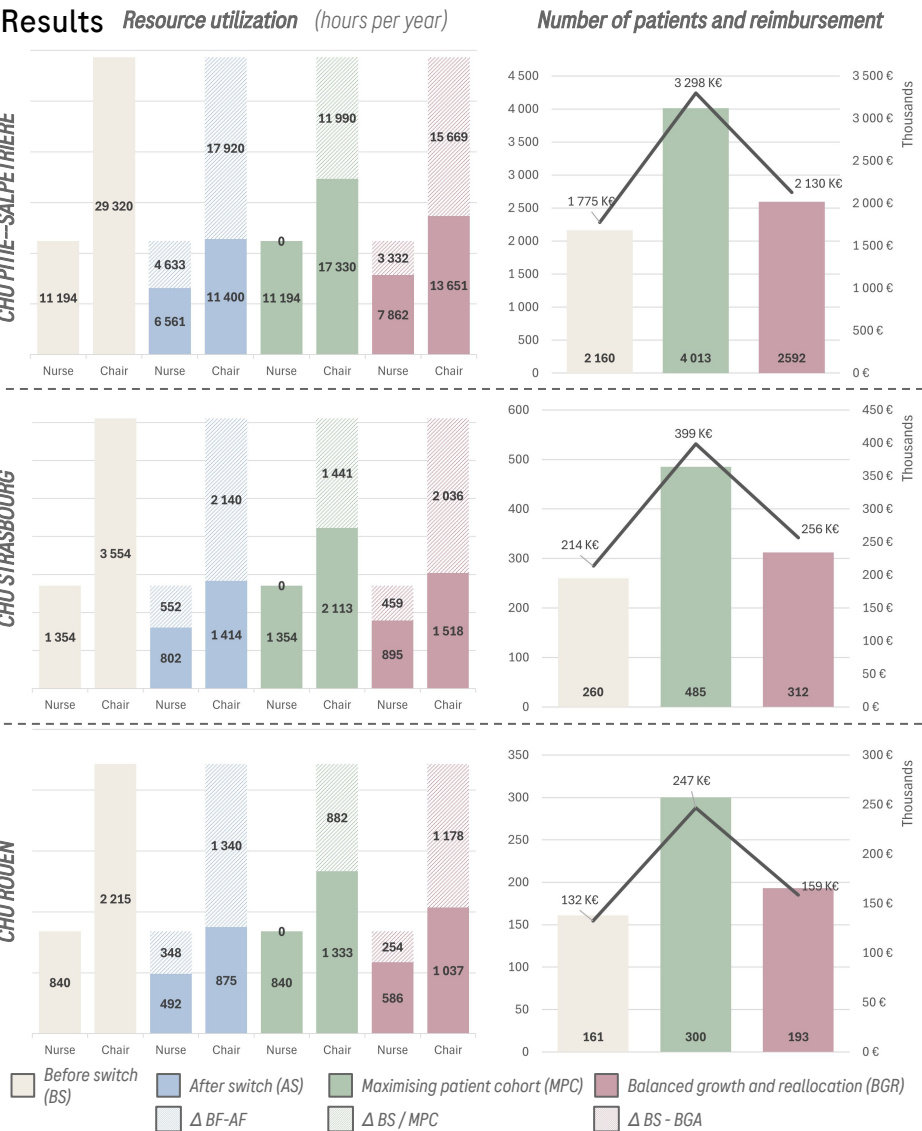 Results
Resource utilization (hours per year)
Number of patients and reimbursement
CHU PITIE–SALPETRIERE
29 320
11 194
17 920
4 633
11 400
6 561
11 990
0
17 330
11 194
15 669
3 332
13 651
7 862
Nurse Chair Nurse Chair Nurse Chair Nurse Chair
4 500
4 000
3 500
3 000
2 500
2 000
1 500
1 000
500
0
3 298 K€
1 775 K€
2 130 K€
2 160 4 013 2592
3 500 €
3 000 €
2 500 €
2 000 €
1 500 €
1 000 €
500 €
0 €
Thousands
CHU STRASBOURG
3 554
1 354
2 140
552
1 414
802
1 441
0
2 113
1 354
2 036
459
1 518
895
Nurse Chair Nurse Chair Nurse Chair Nurse Chair
600
500
400
300
200
100
0
399 K€
214 K€
256 K€
260 485 312
450 €
400 €
350 €
300 €
250 €
200 €
150 €
100 €
50 €
0 €
Thousands
CHU ROUEN
2 215
840
1 340
348
875
492
882
0
1 333
840
1 178
254
1 037
586
Nurse Chair Nurse Chair Nurse Chair Nurse Chair
350
300
250
200
150
100
50
0
247 K€
132 K€
159 K€
161 300 193
300 €
250 €
200 €
150 €
100 €
50 €
0 €
Thousands
Before switch
(BS)
After switch (AS)
Maximising patient cohort (MPC)
Balanced growth and reallocation (BGR)
Δ BF-AF
Δ BS / MPC
Δ BS - BGA